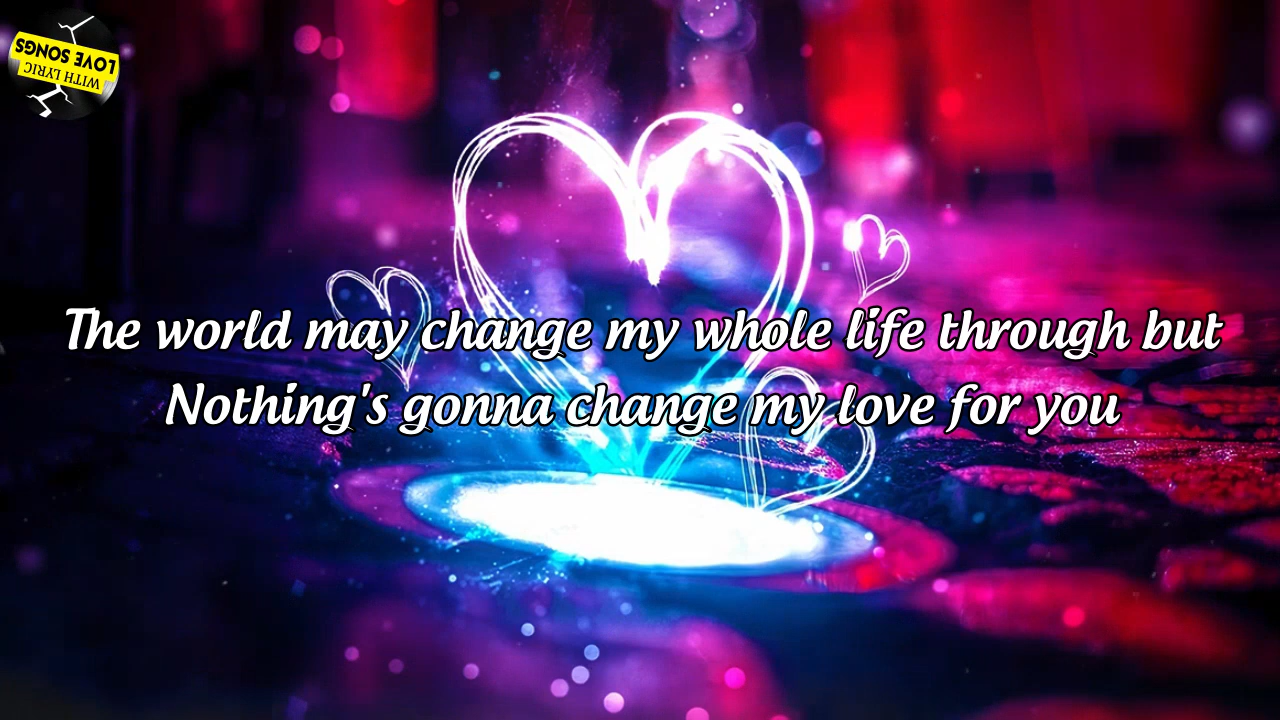 LOVE SONGS
WITH LYRIC
The world may change my whole life through but
Nothing's gonna change my love for you